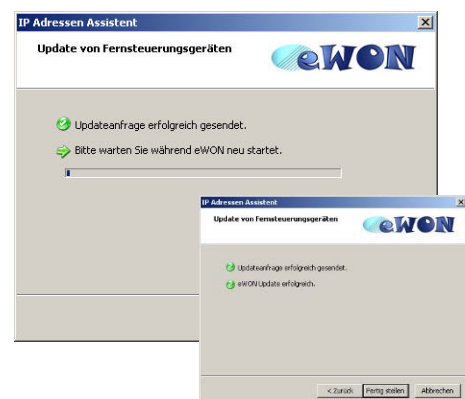 IP Adressen Assistent
Update von Fernsteuerungsgeräten
eWON
Updateanfrage erfolgreich gesendet.
Bitte warten Sie während eWON neu startet.
IP Adressen Assistent
Update von Fernsteuerungsgeräten
eWON
Updateanfrage erfolgreich gesendet.
eWON Update erfolgreich.
< Zurück Fertig stellen Abbrechen